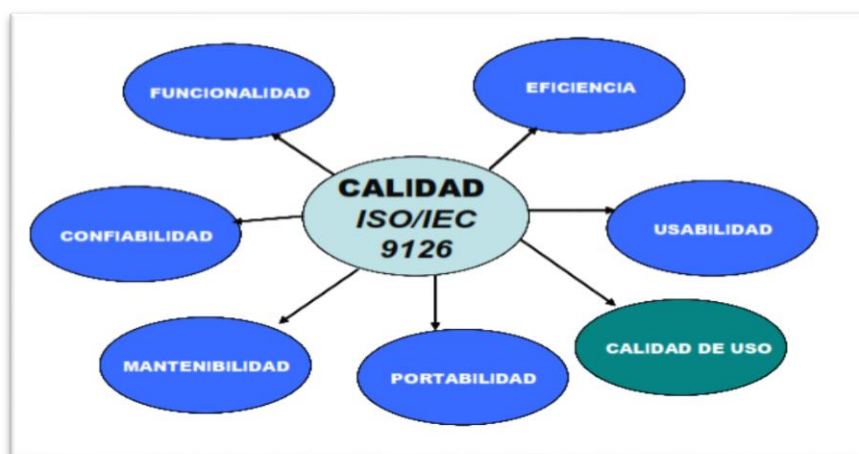 FUNCIONALIDAD
EFICIENCIA
CALIDAD
ISO/IEC
9126
CONFIABILIDAD
USABILIDAD
MANTENIBILIDAD
PORTABILIDAD
CALIDAD DE USO